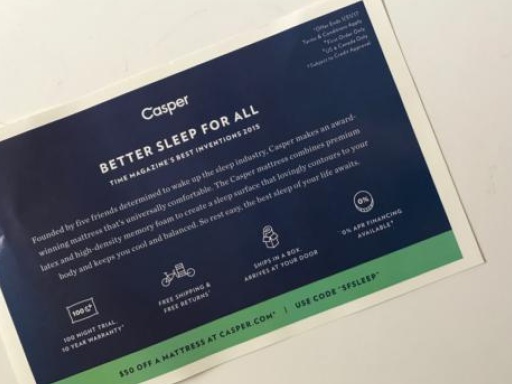 *Offer Ends 1/31/17
Terms & Conditions Apply
*First Order Only
*US & Canada Only
*Subject to Credit Approval
Casper
BETTER SLEEP FOR ALL
TIME MAGAZINE'S BEST INVENTIONS 2015
Founded by five friends determined to wake up the sleep industry, Casper makes an award-
winning mattress that's universally comfortable. The Casper mattress combines premium
latex and high-density memory foam to create a sleep surface that lovingly contours to your
body and keeps you cool and balanced. So rest easy, the best sleep of your life awaits.
100
100 NIGHT TRIAL,
10 YEAR WARRANTY*
FREE SHIPPING &
FREE RETURNS*
SHIPS IN A BOX,
ARRIVES AT YOUR DOOR
0%
0% APR FINANCING
AVAILABLE*
$50 OFF A MATTRESS AT CASPER.COM* | USE CODE "SFSLEEP"